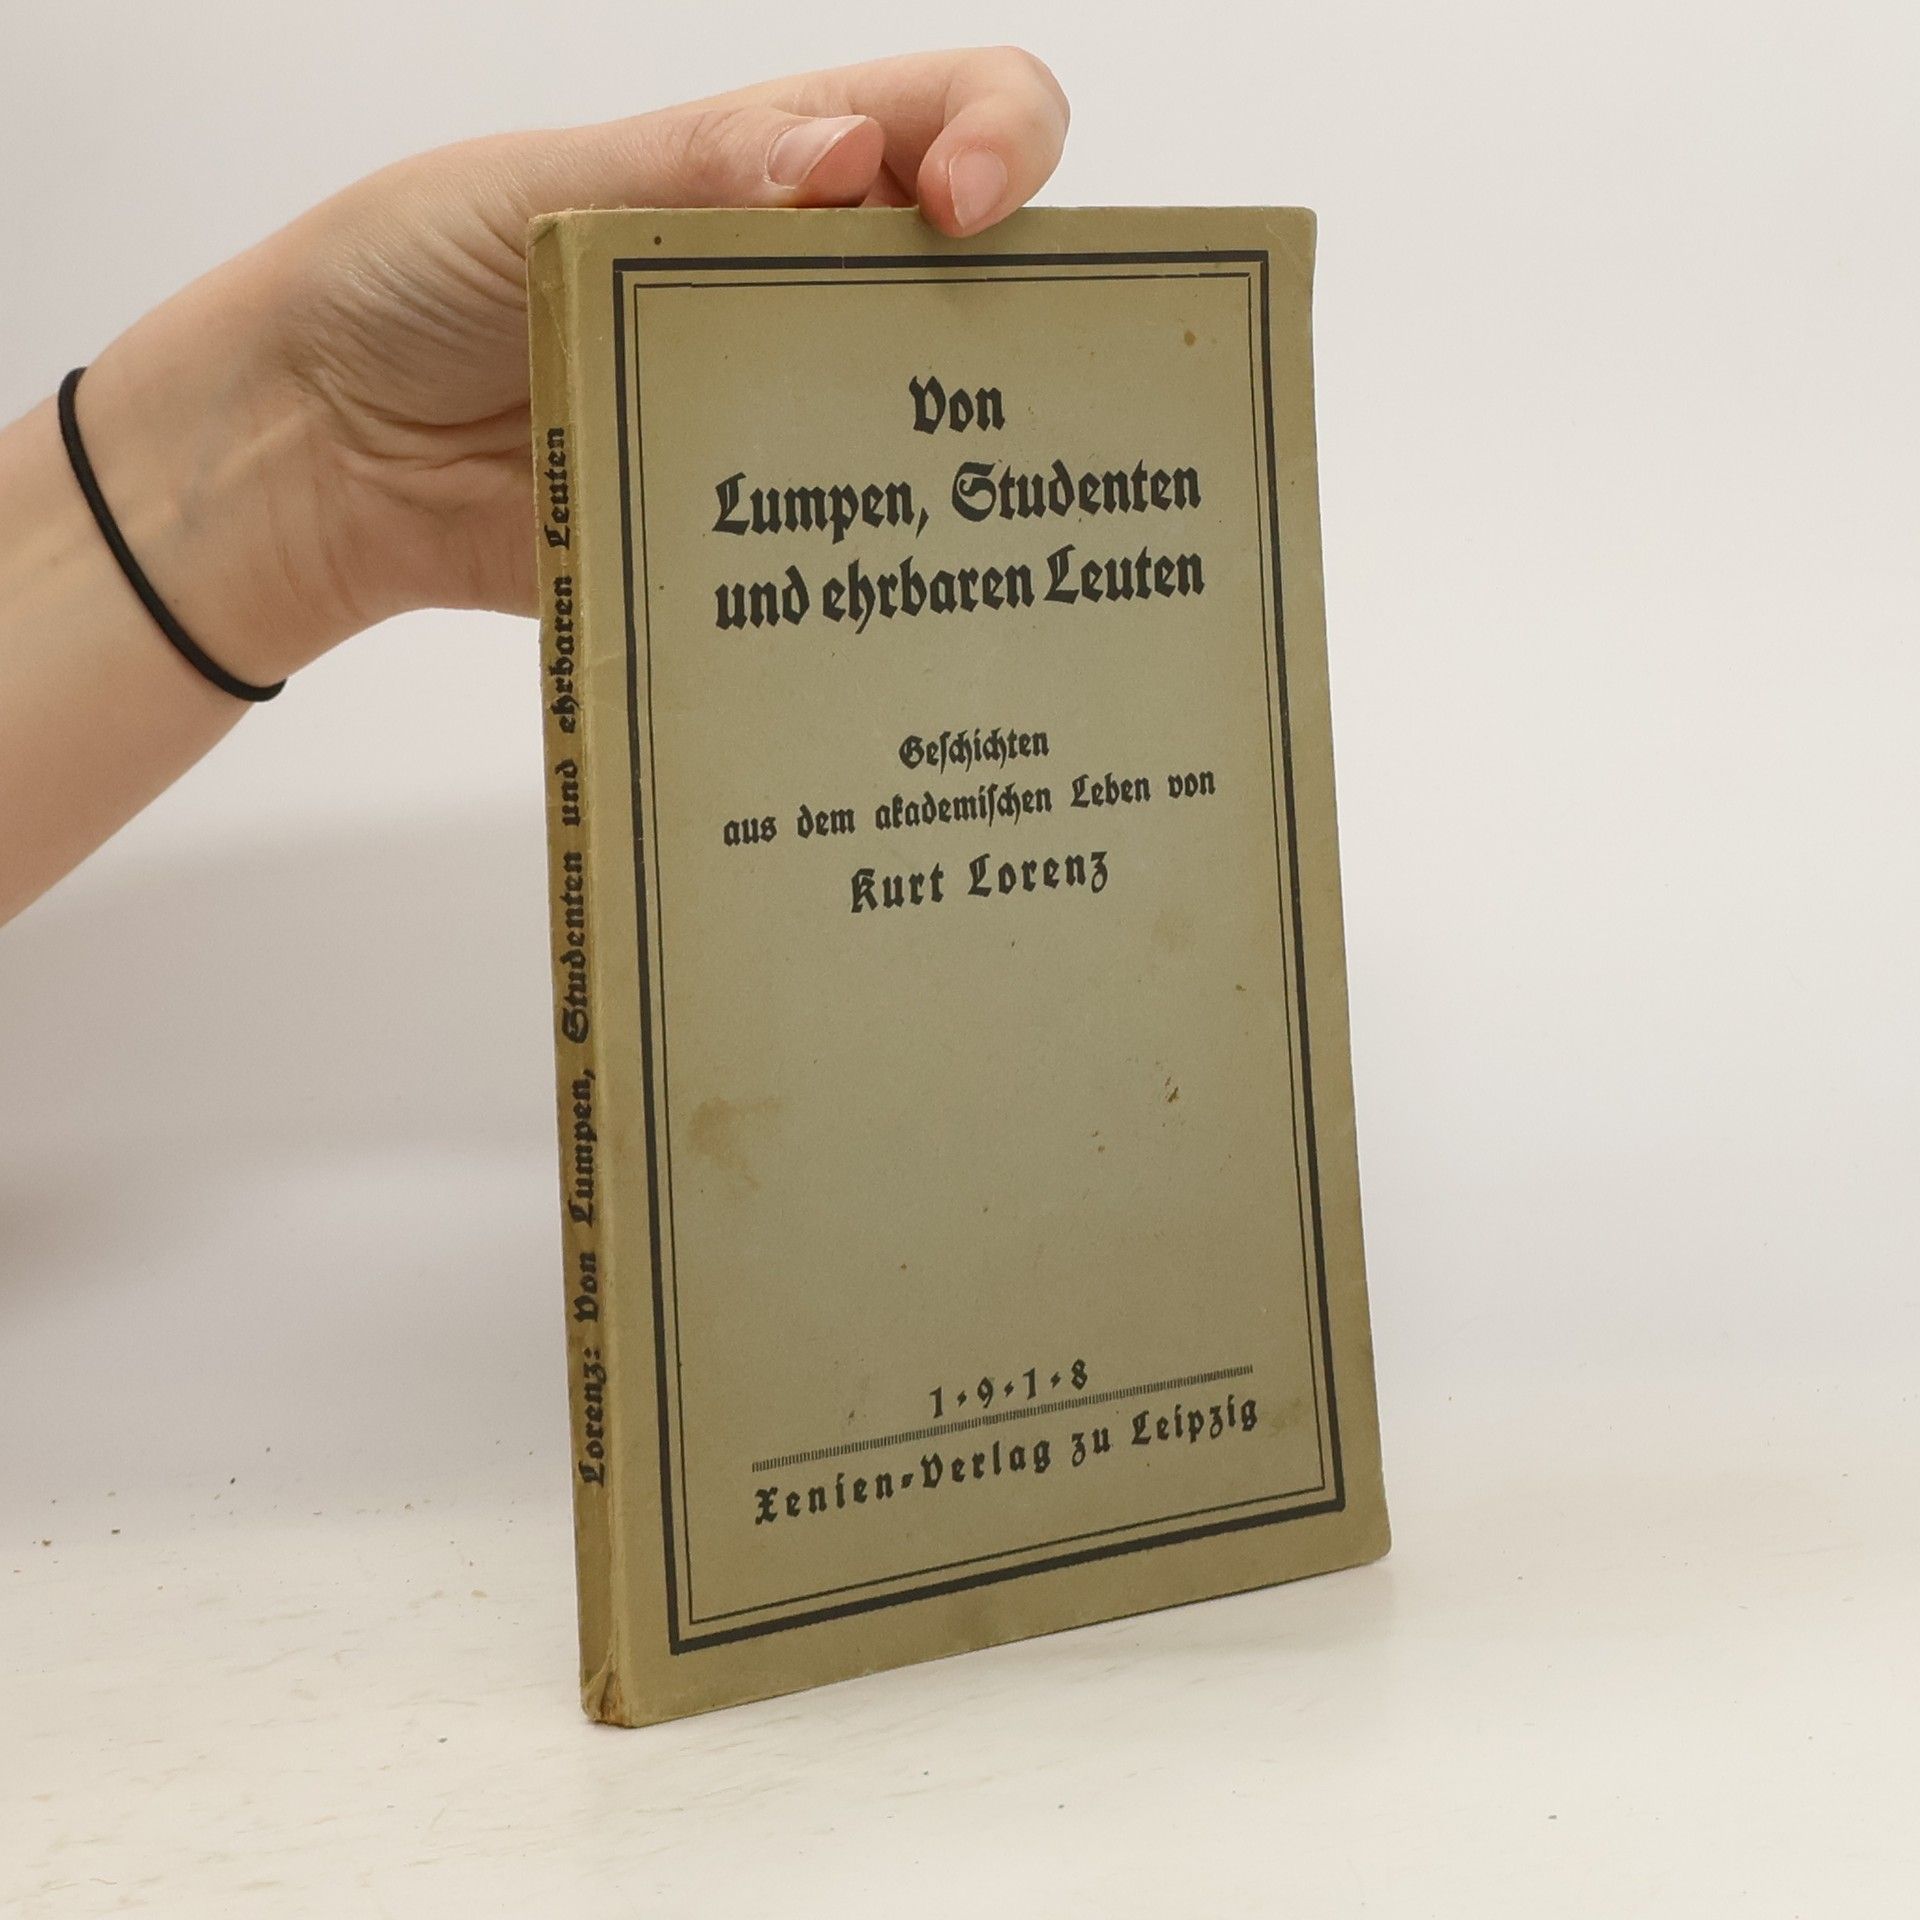 Von
Lumpen, Studenten
und ehrbaren Leuten
Geſchichten
aus dem akademiſchen Leben von
Kurt Lorenz
1·9·1·8
Xenien-Verlag zu Leipzig
Lorenz: Von Lumpen, Studenten und ehrbaren Leuten